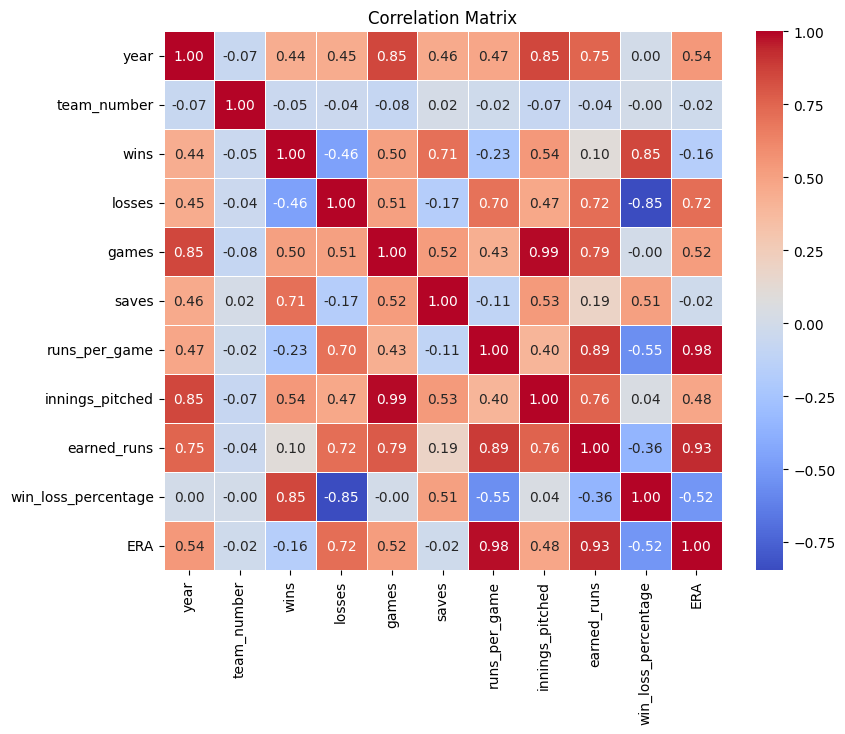 Correlation Matrix
year 1.00 -0.07 0.44 0.45 0.85 0.46 0.47 0.85 0.75 0.00 0.54
team_number -0.07 1.00 -0.05 -0.04 -0.08 0.02 -0.02 -0.07 -0.04 -0.00 -0.02
wins 0.44 -0.05 1.00 -0.46 0.50 0.71 -0.23 0.54 0.10 0.85 -0.16
losses 0.45 -0.04 -0.46 1.00 0.51 -0.17 0.70 0.47 0.72 -0.85 0.72
games 0.85 -0.08 0.50 0.51 1.00 0.52 0.43 0.99 0.79 -0.00 0.52
saves 0.46 0.02 0.71 -0.17 0.52 1.00 -0.11 0.53 0.19 0.51 -0.02
runs_per_game 0.47 -0.02 -0.23 0.70 0.43 -0.11 1.00 0.40 0.89 -0.55 0.98
innings_pitched 0.85 -0.07 0.54 0.47 0.99 0.53 0.40 1.00 0.76 0.04 0.48
earned_runs 0.75 -0.04 0.10 0.72 0.79 0.19 0.89 0.76 1.00 -0.36 0.93
win_loss_percentage 0.00 -0.00 0.85 -0.85 -0.00 0.51 -0.55 0.04 -0.36 1.00 -0.52
ERA 0.54 -0.02 -0.16 0.72 0.52 -0.02 0.98 0.48 0.93 -0.52 1.00
year
team_number
wins
losses
games
saves
runs_per_game
innings_pitched
earned_runs
win_loss_percentage
ERA
1.00
0.75
0.50
0.25
0.00
−0.25
−0.50
−0.75